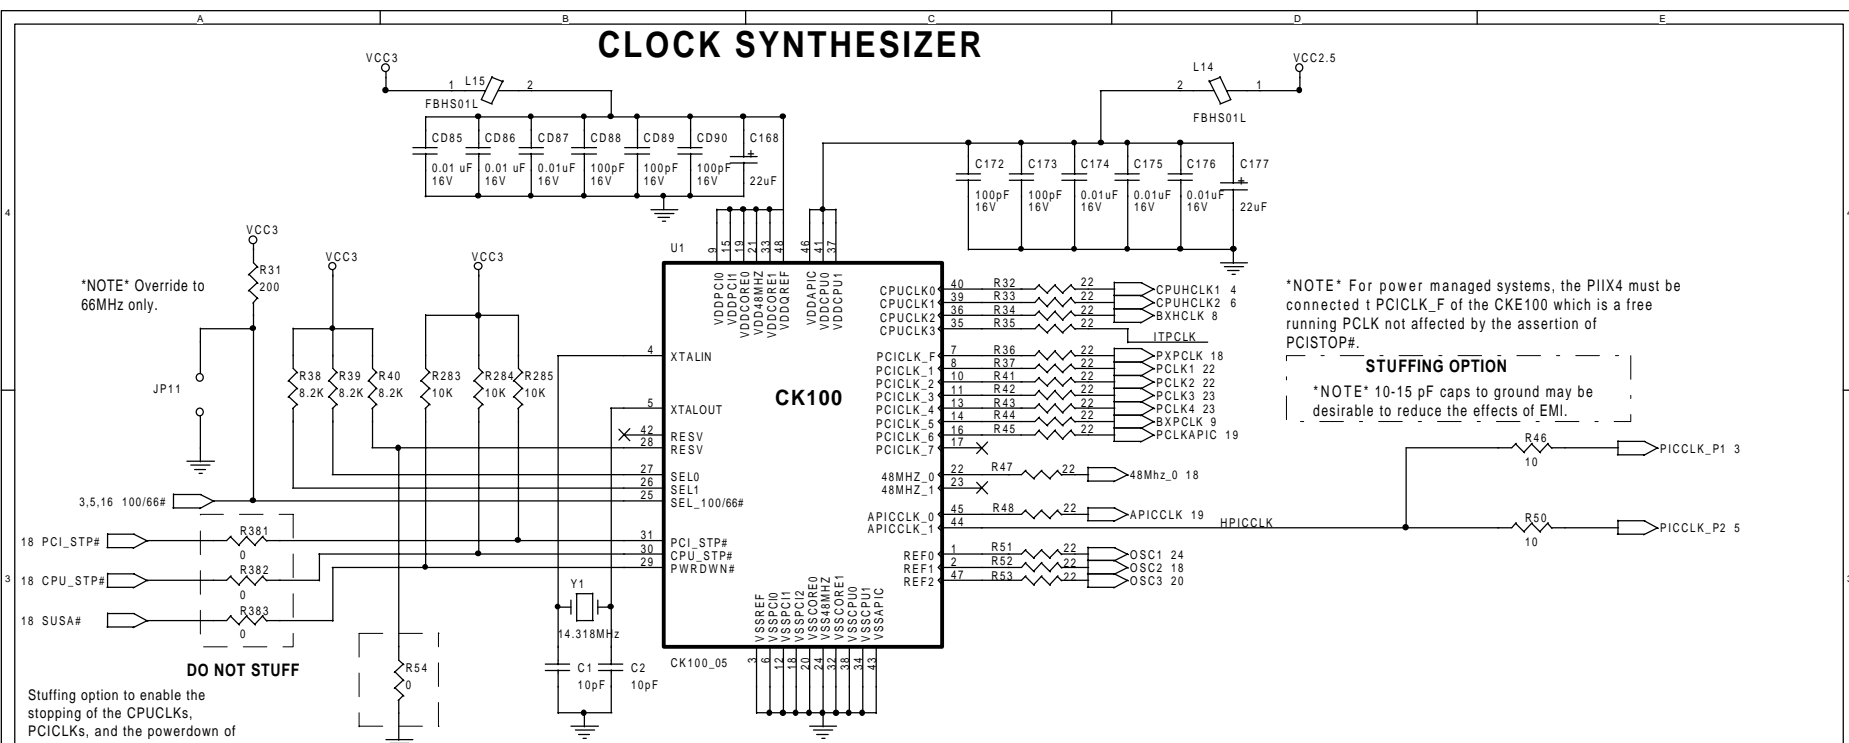 A B C D E
CLOCK SYNTHESIZER
VCC3
1 L15 2
FBHS01L
CD85 CD86 CD87 CD88 CD89 CD90 C168
0.01 uF 0.01 uF 0.01uF 100pF 100pF 100pF
16V 16V 16V 16V 16V 16V
+
22uF
VCC2.5
2 L14 1
FBHS01L
C172 C173 C174 C175 C176 C177
100pF 100pF 0.01uF 0.01uF 0.01uF
16V 16V 16V 16V 16V
+
22uF
4
VCC3
R31
200
*NOTE* Override to
66MHz only.
JP11
VCC3
R38 R39 R40
8.2K 8.2K 8.2K
VCC3
R283 R284 R285
10K 10K 10K
U1
9 15 19 21 33 48 46 41 37
VDDPCI0
VDDPCI1
VDDCORE0
VDD48MHZ
VDDCORE1
VDDQREF
VDDAPIC
VDDCPU0
VDDCPU1
CK100
4 XTALIN
5 XTALOUT
42 RESV
28 RESV
27 SEL0
26 SEL1
25 SEL_100/66#
31 PCI_STP#
30 CPU_STP#
29 PWRDWN#
CPUCLK0 40 R32 22 CPUHCLK1 4
CPUCLK1 39 R33 22 CPUHCLK2 6
CPUCLK2 36 R34 22 BXHCLK 8
CPUCLK3 35 R35 22 ITPCLK
PCICLK_F 7 R36 22 PXPCLK 18
PCICLK_1 8 R37 22 PCLK1 22
PCICLK_2 10 R41 22 PCLK2 22
PCICLK_3 11 R42 22 PCLK3 23
PCICLK_4 13 R43 22 PCLK4 23
PCICLK_5 14 R44 22 BXPCLK 9
PCICLK_6 16 R45 22 PCLKAPIC 19
PCICLK_7 17
48MHZ_0 22 R47 22 48Mhz_0 18
48MHZ_1 23
APICCLK_0 45 R48 22 APICCLK 19
APICCLK_1 44 HPICCLK
REF0 1 R51 22 OSC1 24
REF1 2 R52 22 OSC2 18
REF2 47 R53 22 OSC3 20
*NOTE* For power managed systems, the PIIX4 must be
connected t PCICLK_F of the CKE100 which is a free
running PCLK not affected by the assertion of
PCISTOP#.
STUFFING OPTION
*NOTE* 10-15 pF caps to ground may be
desirable to reduce the effects of EMI.
R46
10
PICCLK_P1 3
R50
10
PICCLK_P2 5
3,5,16 100/66#
18 PCI_STP# R381
0
3 18 CPU_STP# R382
0
18 SUSA# R383
0
DO NOT STUFF
Stuffing option to enable the
stopping of the CPUCLKs,
PCICLKs, and the powerdown of
R54
0
Y1
14.318MHz
C1 C2
10pF 10pF
VSSREF
VSSPCI0
VSSPCI1
VSSPCI2
VSSCORE0
VSS48MHZ
VSSCORE1
VSSCPU0
VSSCPU1
VSSAPIC
CK100_05
3 6 12 18 20 24 32 38 34 43